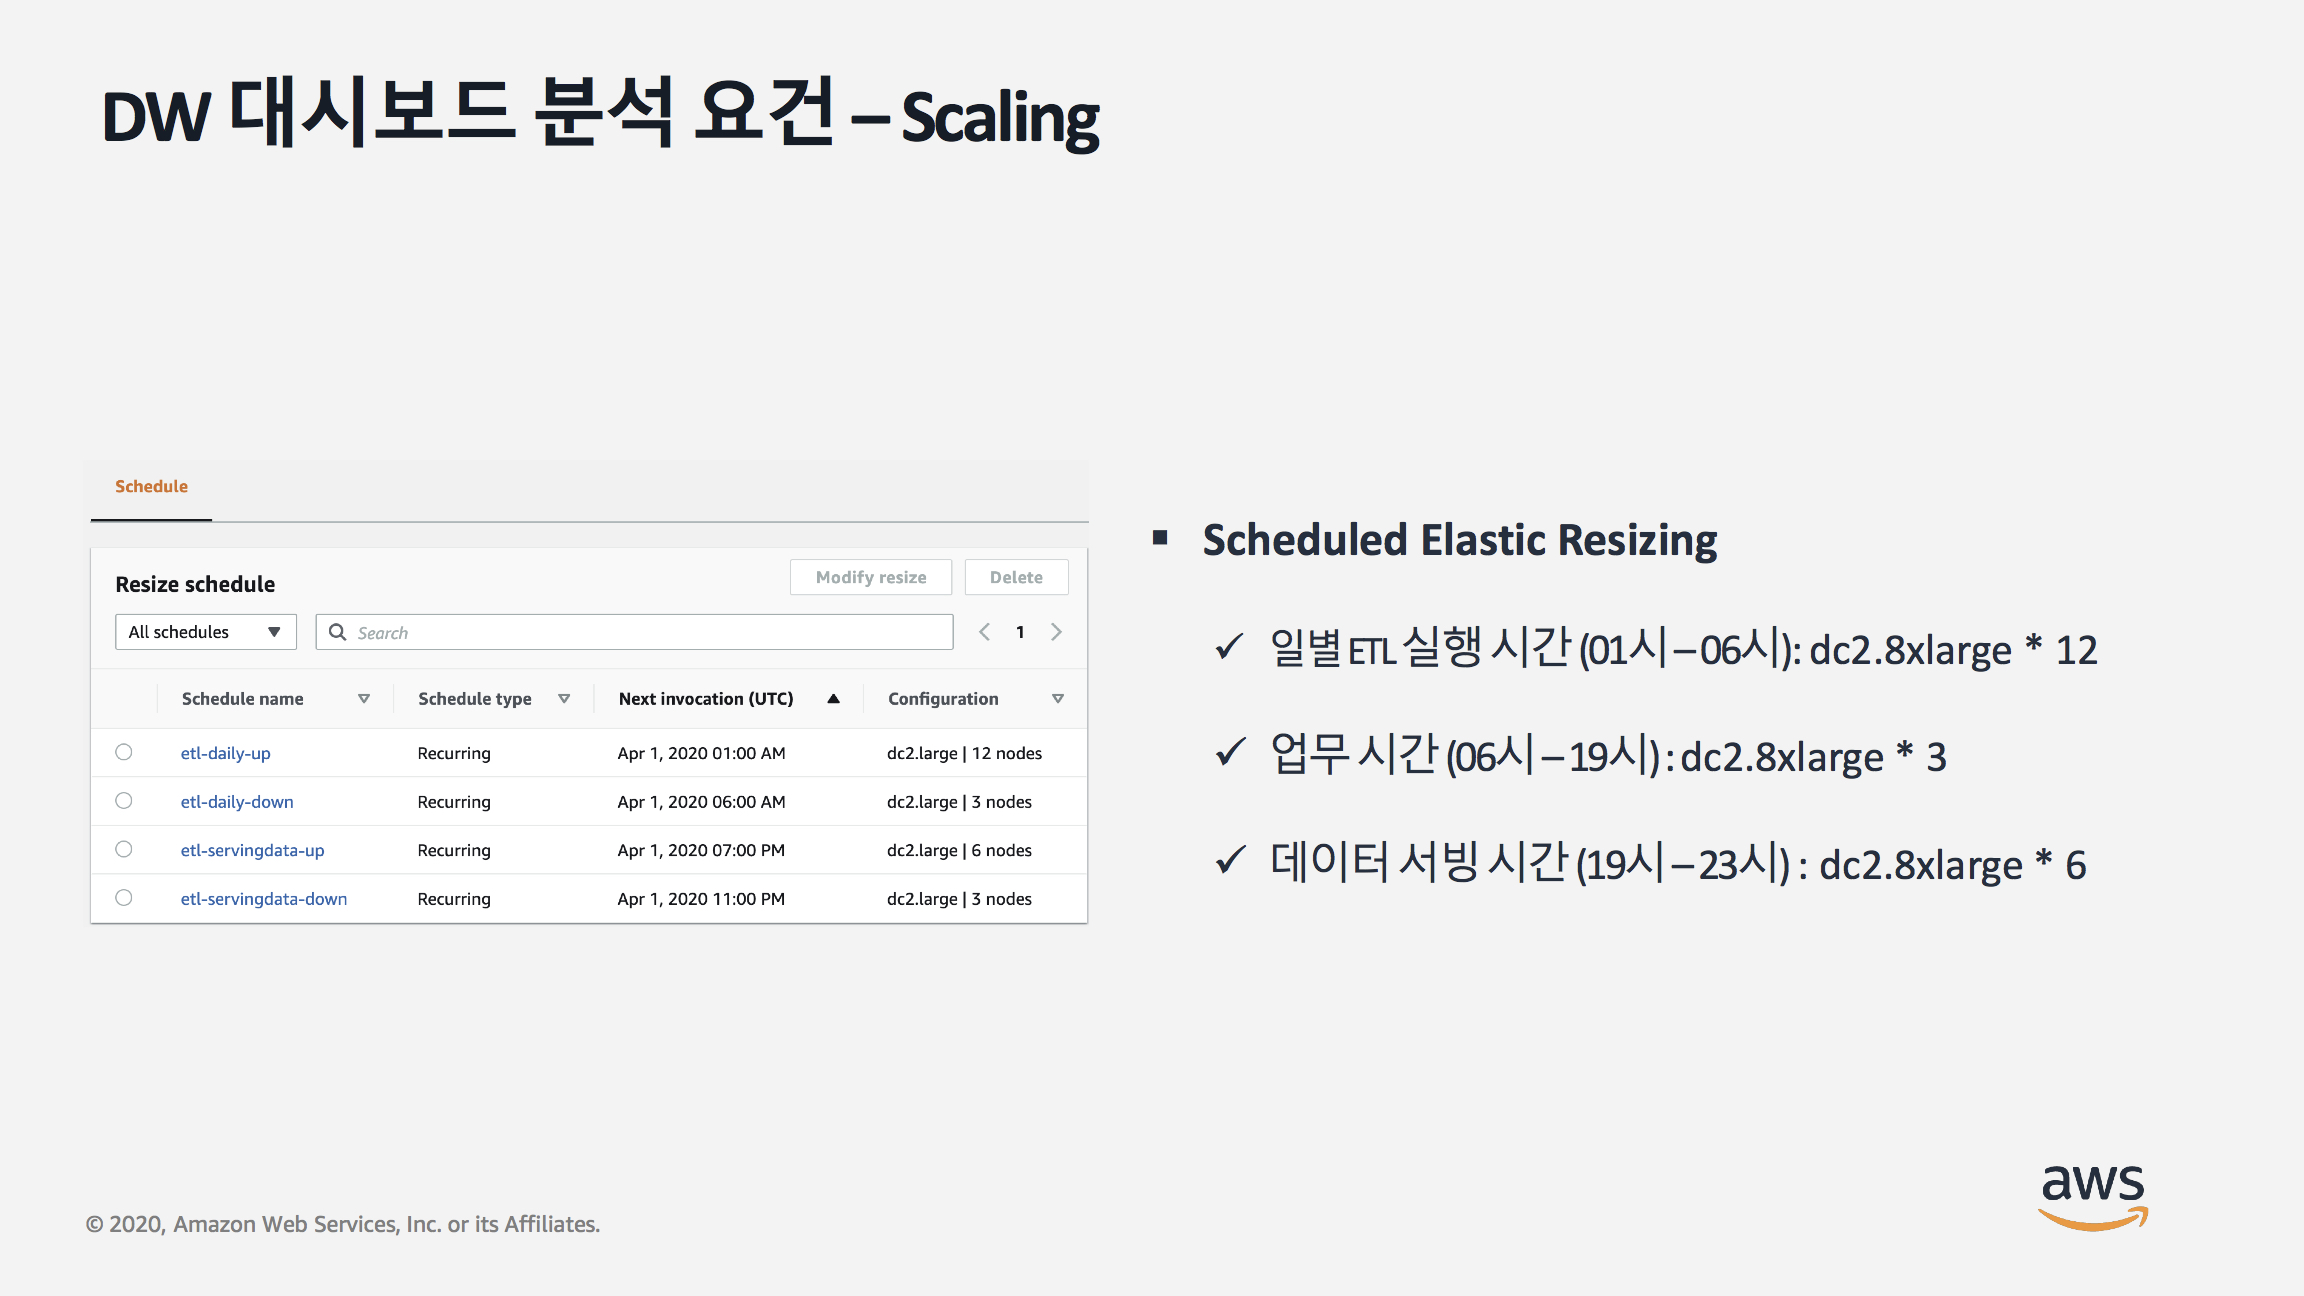 DW 대시보드 분석 요건 – Scaling
Schedule
Resize schedule
Modify resize
Delete
All schedules
Search
1
Schedule name
Schedule type
Next invocation (UTC)
Configuration
etl-daily-up Recurring Apr 1, 2020 01:00 AM dc2.large | 12 nodes
etl-daily-down Recurring Apr 1, 2020 06:00 AM dc2.large | 3 nodes
etl-servingdata-up Recurring Apr 1, 2020 07:00 PM dc2.large | 6 nodes
etl-servingdata-down Recurring Apr 1, 2020 11:00 PM dc2.large | 3 nodes
▪ Scheduled Elastic Resizing
✓ 일별 ETL 실행 시간 (01시 – 06시): dc2.8xlarge * 12
✓ 업무 시간 (06시 – 19시) : dc2.8xlarge * 3
✓ 데이터 서빙 시간 (19시 – 23시) : dc2.8xlarge * 6
© 2020, Amazon Web Services, Inc. or its Affiliates.
aws